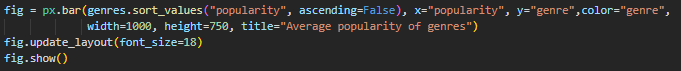 fig = px.bar(genres.sort_values("popularity", ascending=False), x="popularity", y="genre",color="genre",
width=1000, height=750, title="Average popularity of genres")
fig.update_layout(font_size=18)
fig.show()